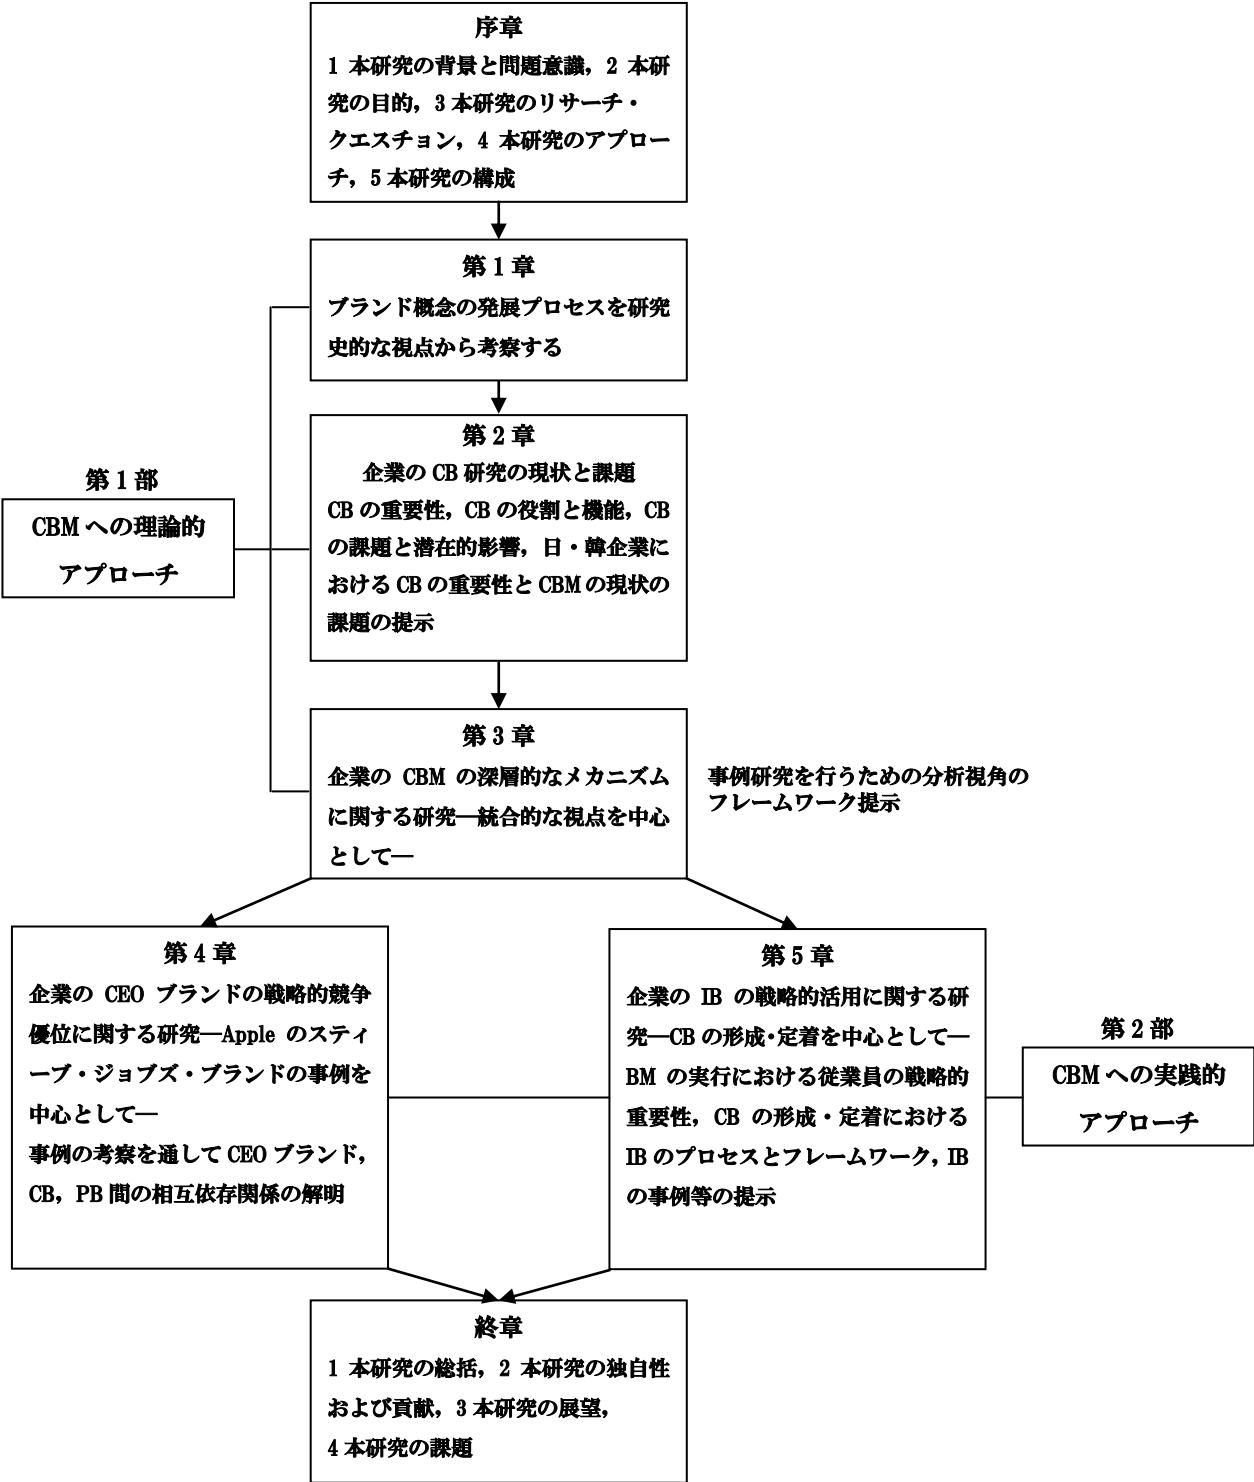 序章
1 本研究の背景と問題意識，2 本研
究の目的，3 本研究のリサーチ・
クエスチョン，4 本研究のアプロー
チ，5 本研究の構成
第 1 章
ブランド概念の発展プロセスを研究
史的な視点から考察する
第 2 章
企業の CB 研究の現状と課題
CB の重要性，CB の役割と機能，CB
の課題と潜在的影響，日・韓企業に
おける CB の重要性と CBM の現状の
課題の提示
第 1 部
CBM への理論的
アプローチ
第 3 章
企業の CBM の深層的なメカニズム
に関する研究―統合的な視点を中心
として―
事例研究を行うための分析視角の
フレームワーク提示
第 4 章
企業の CEO ブランドの戦略的競争
優位に関する研究―Apple のスティ
ーブ・ジョブズ・ブランドの事例を
中心として―
事例の考察を通して CEO ブランド，
CB，PB 間の相互依存関係の解明
第 5 章
企業の IB の戦略的活用に関する研
究―CB の形成・定着を中心として―
BM の実行における従業員の戦略的
重要性，CB の形成・定着における
IB のプロセスとフレームワーク，IB
の事例等の提示
第 2 部
CBM への実践的
アプローチ
終章
1 本研究の総括，2 本研究の独自性
および貢献，3 本研究の展望，
4 本研究の課題